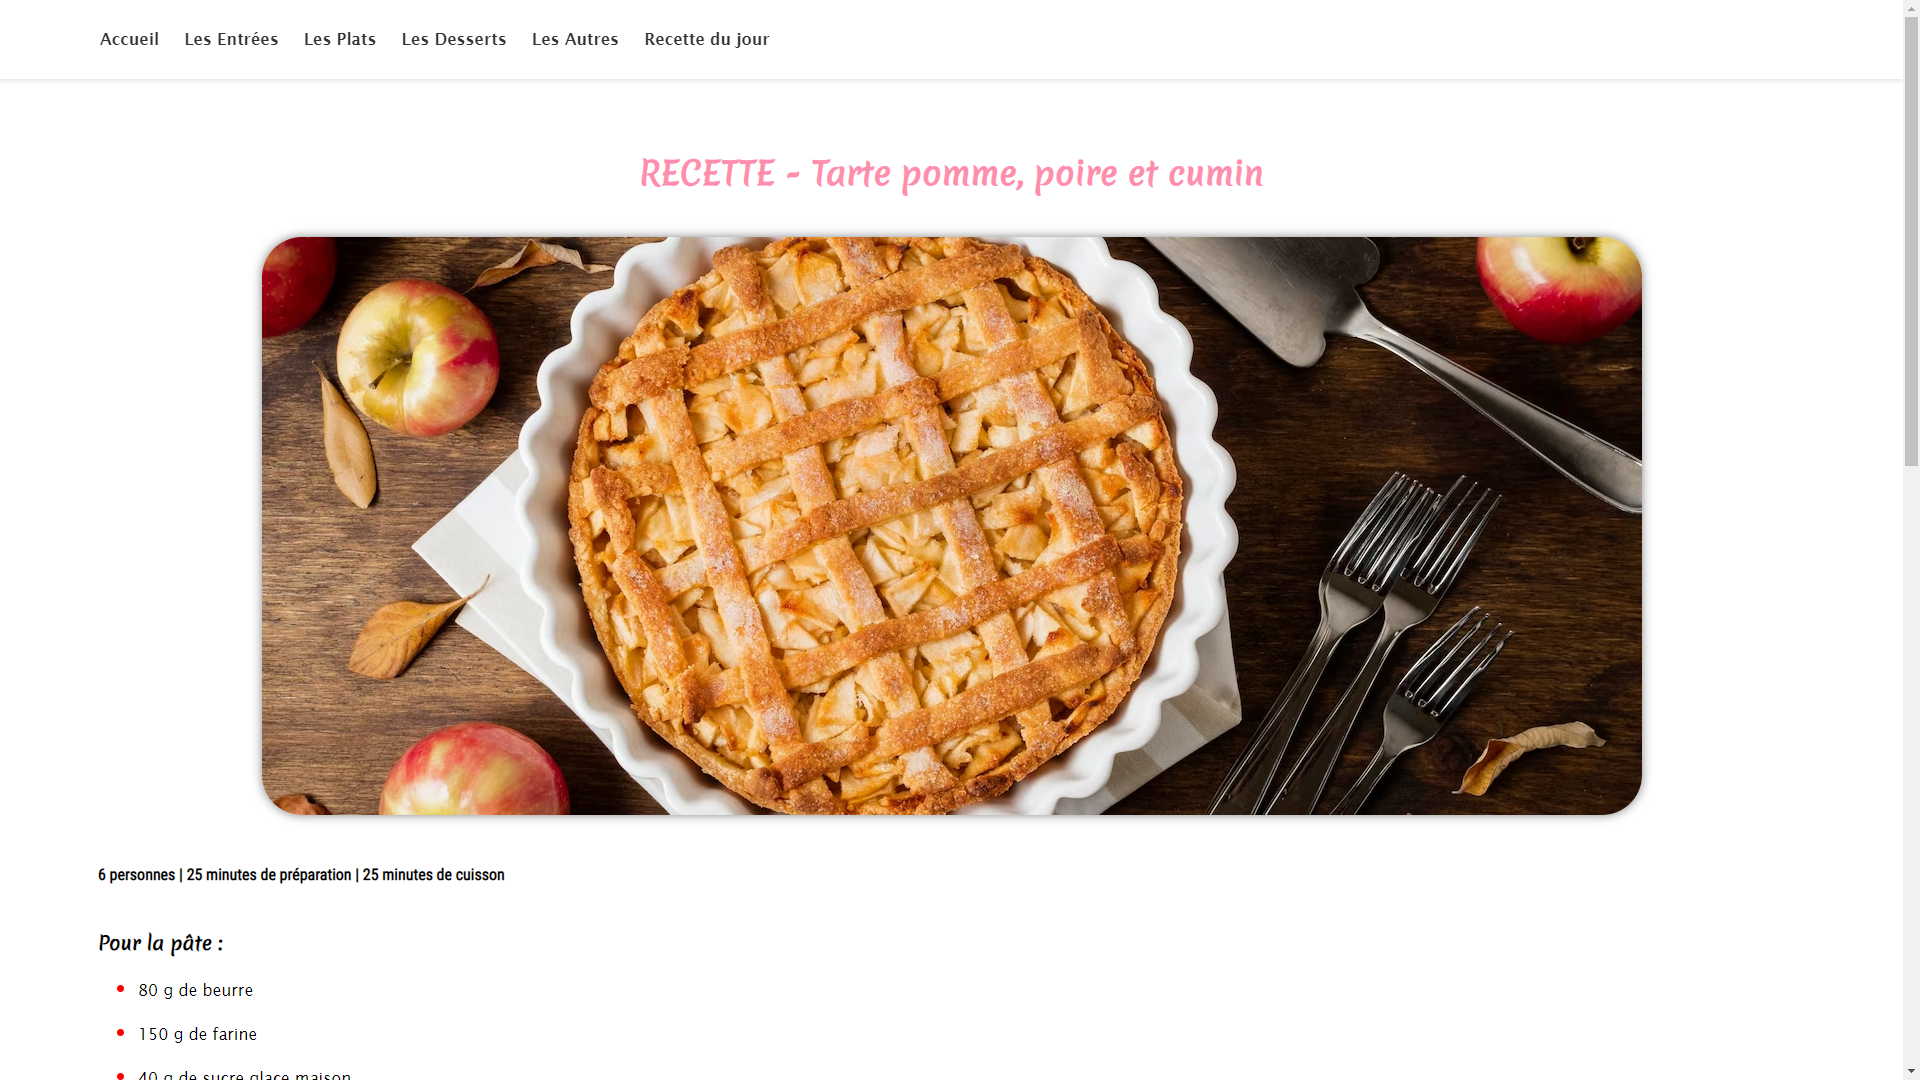 Accueil Les Entrées Les Plats Les Desserts Les Autres Recette du jour
RECETTE - Tarte pomme, poire et cumin
6 personnes | 25 minutes de préparation | 25 minutes de cuisson
Pour la pâte :
80 g de beurre
150 g de farine
40 g de sucre glace maison